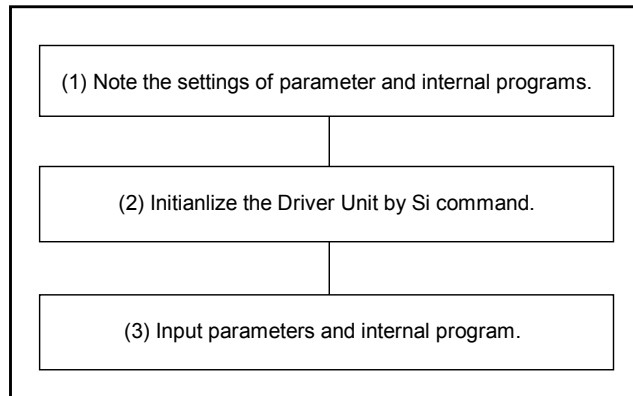 (1) Note the settings of parameter and internal programs.
(2) Initianlize the Driver Unit by Si command.
(3) Input parameters and internal program.